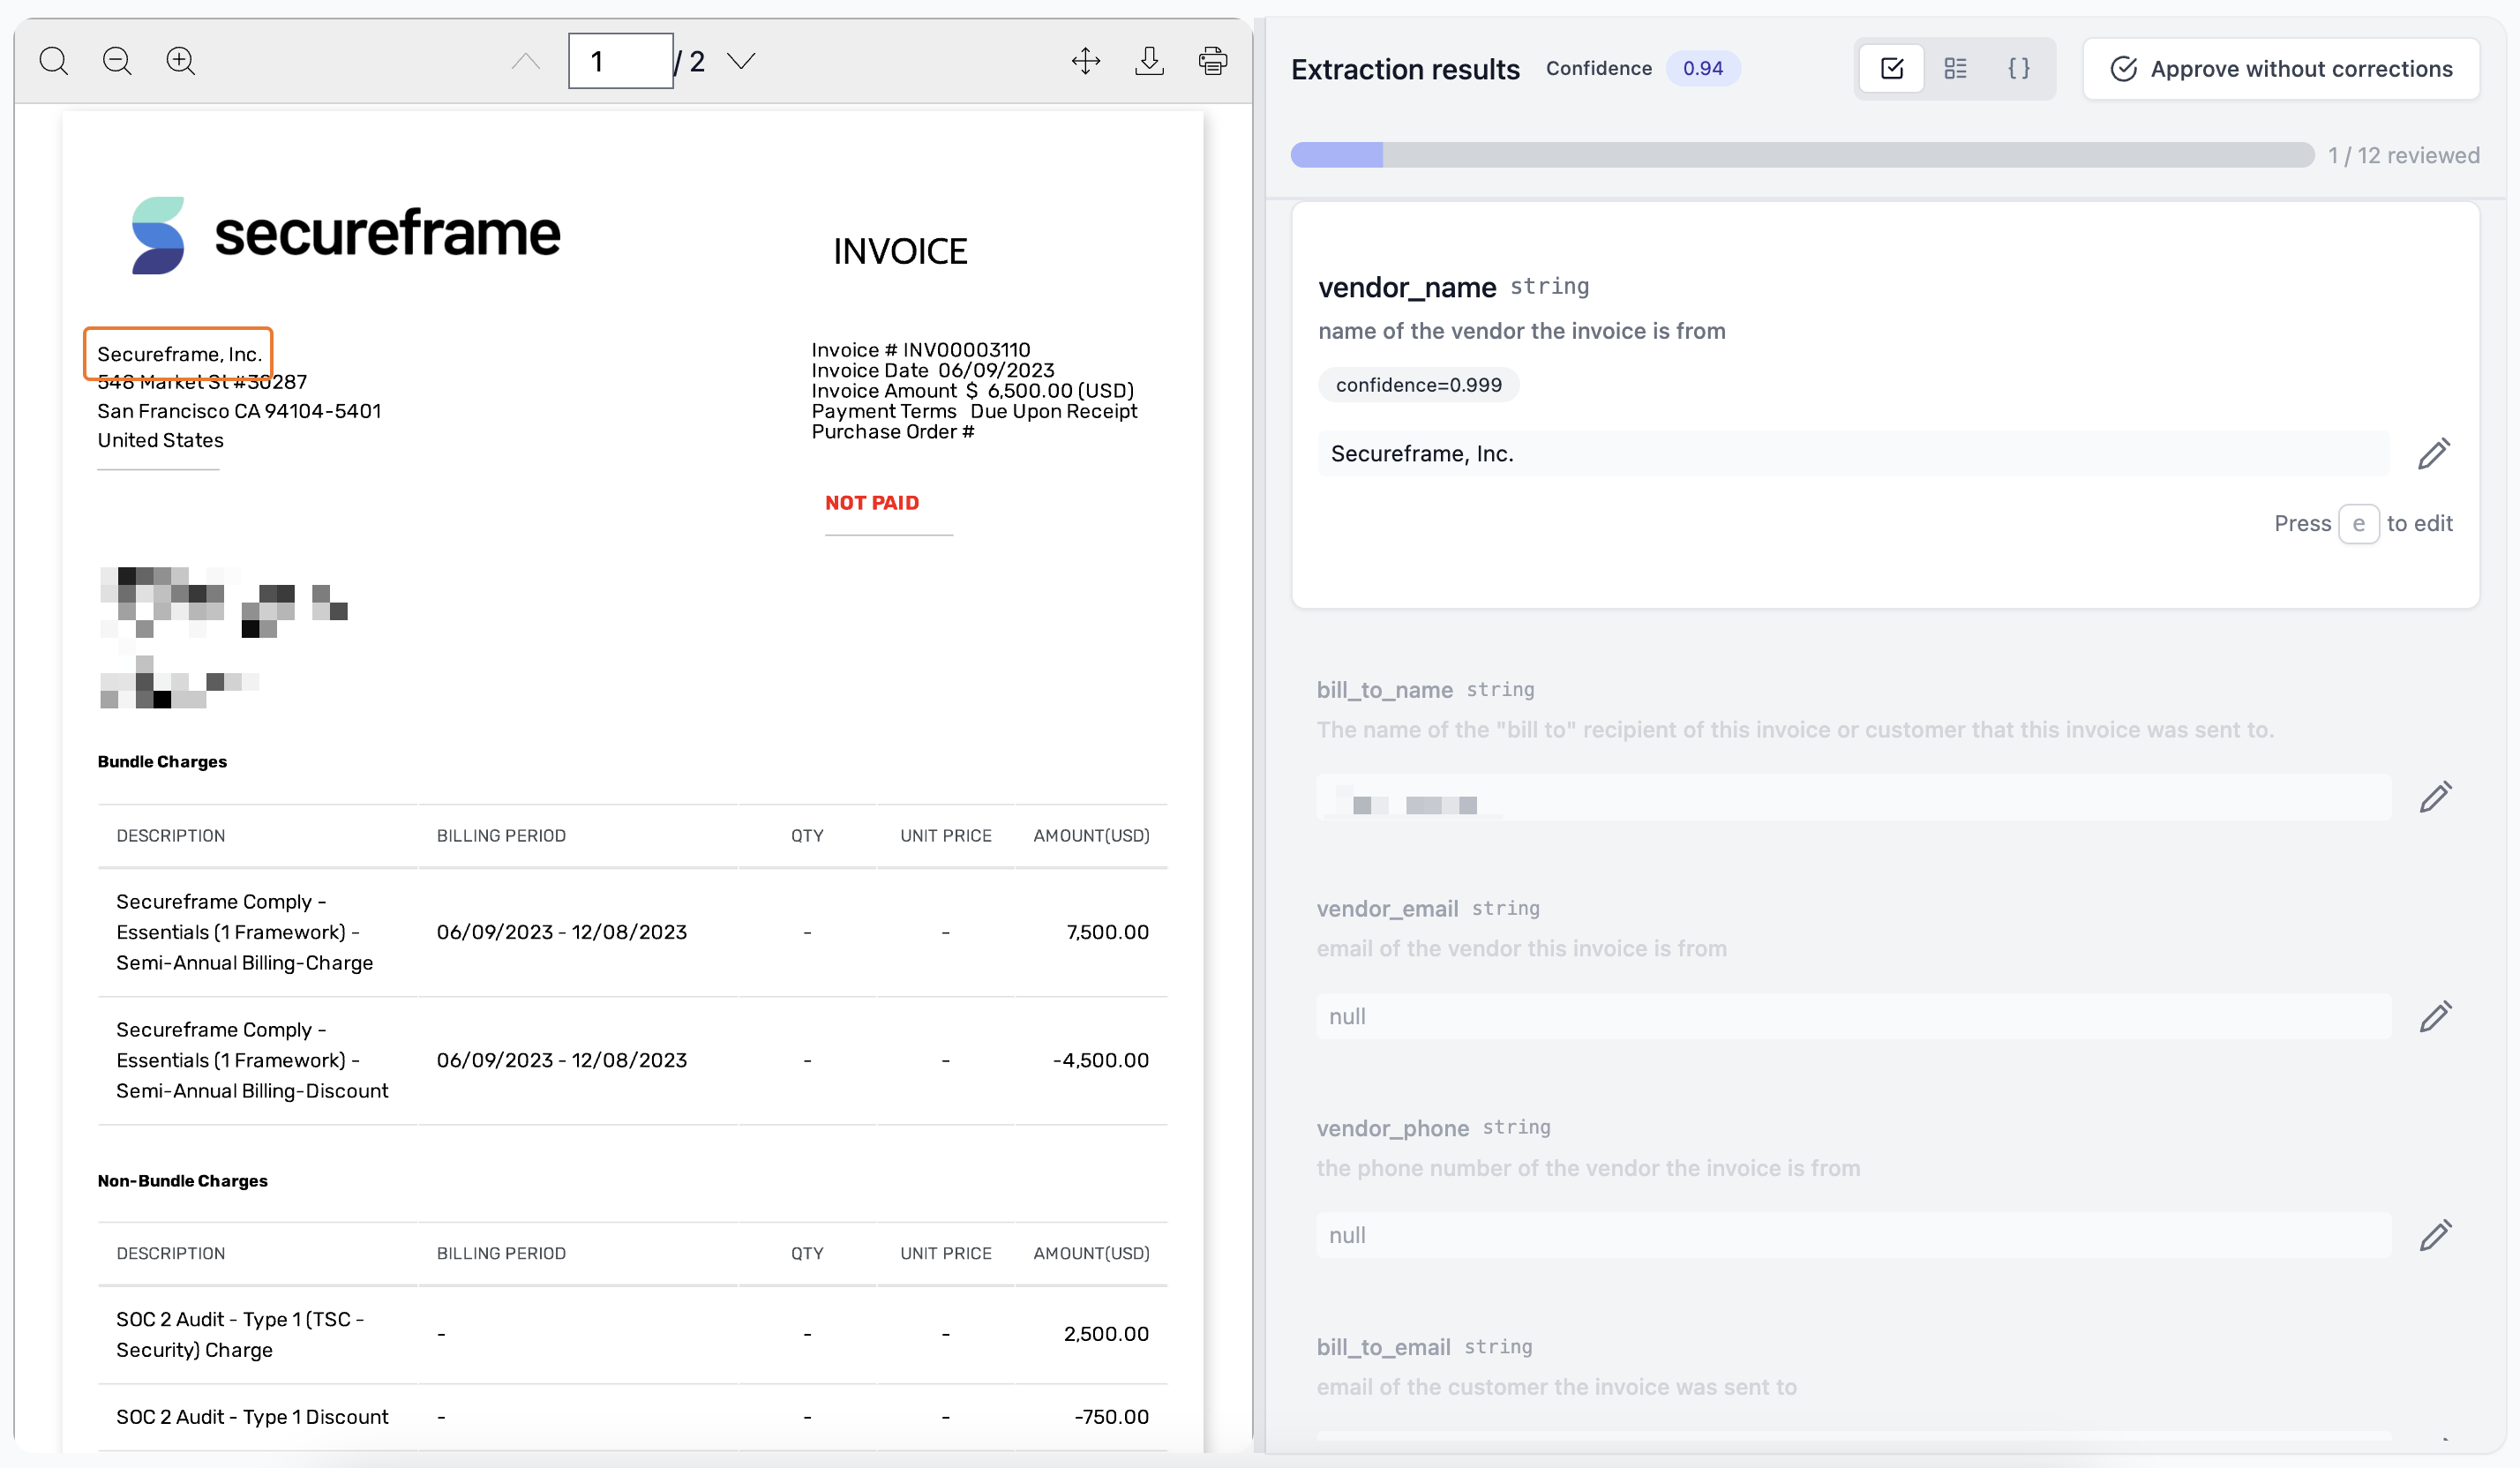 1 / 2
secureframe
INVOICE
Secureframe, Inc.
548 Market St #30287
San Francisco CA 94104-5401
United States
Invoice # INV00003110
Invoice Date 06/09/2023
Invoice Amount $ 6,500.00 (USD)
Payment Terms Due Upon Receipt
Purchase Order #
NOT PAID
Bundle Charges
DESCRIPTION BILLING PERIOD QTY UNIT PRICE AMOUNT(USD)
Secureframe Comply -
Essentials (1 Framework) - 06/09/2023 - 12/08/2023 - - 7,500.00
Semi-Annual Billing-Charge
Secureframe Comply -
Essentials (1 Framework) - 06/09/2023 - 12/08/2023 - - -4,500.00
Semi-Annual Billing-Discount
Non-Bundle Charges
DESCRIPTION BILLING PERIOD QTY UNIT PRICE AMOUNT(USD)
SOC 2 Audit - Type 1 (TSC -
Security) Charge - - - 2,500.00
SOC 2 Audit - Type 1 Discount - - - -750.00
Extraction results Confidence 0.94
{} Approve without corrections
1 / 12 reviewed
vendor_name string
name of the vendor the invoice is from
confidence=0.999
Secureframe, Inc.
Press e to edit
bill_to_name string
The name of the "bill to" recipient of this invoice or customer that this invoice was sent to.
vendor_email string
email of the vendor this invoice is from
null
vendor_phone string
the phone number of the vendor the invoice is from
null
bill_to_email string
email of the customer the invoice was sent to